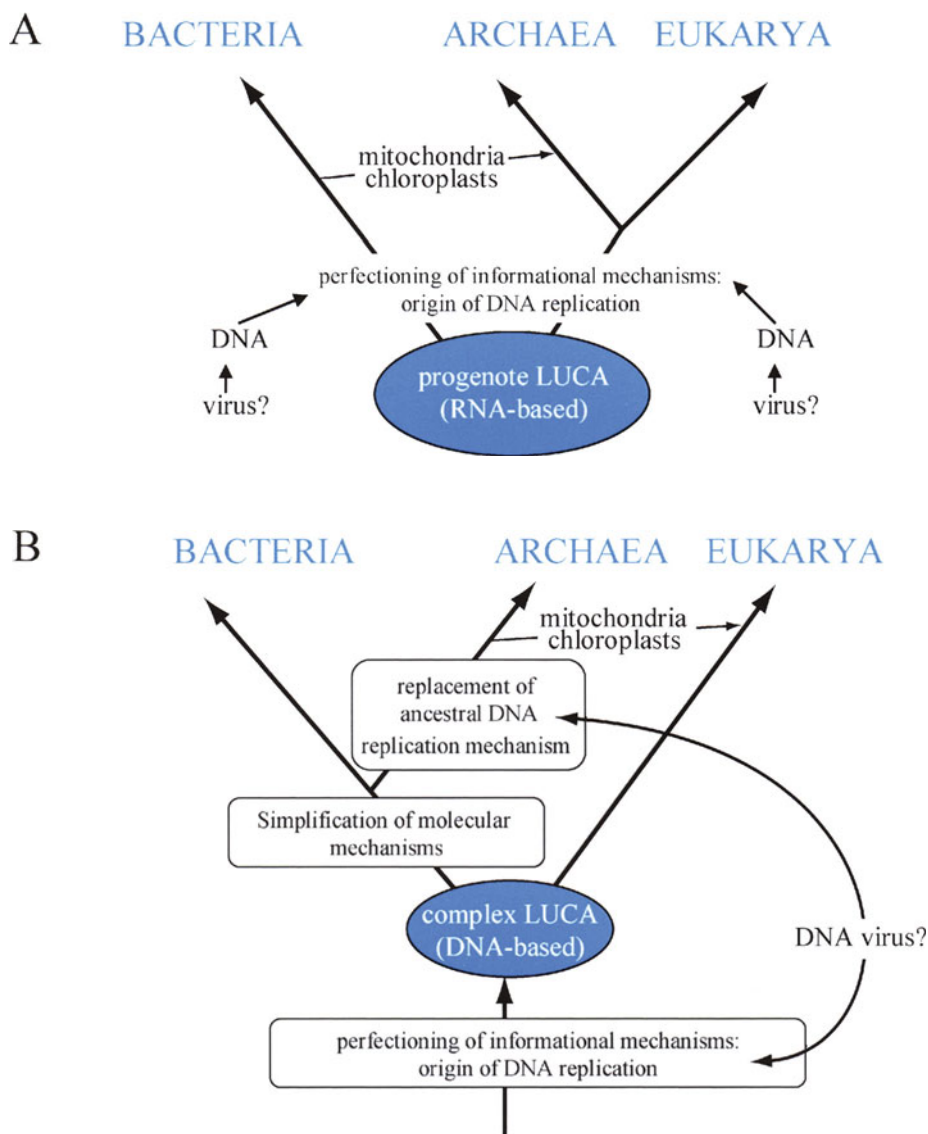 A
BACTERIA
ARCHAEA
EUKARYA
mitochondria
chloroplasts
perfectioning of informational mechanisms:
origin of DNA replication
DNA
DNA
virus?
virus?
progenote LUCA
(RNA-based)
B
BACTERIA
ARCHAEA
EUKARYA
mitochondria
chloroplasts
replacement of
ancestral DNA
replication mechanism
Simplification of molecular
mechanisms
complex LUCA
(DNA-based)
DNA virus?
perfectioning of informational mechanisms:
origin of DNA replication